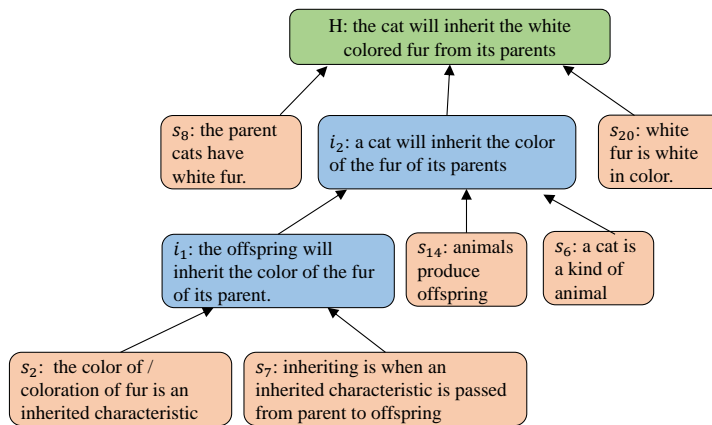 H: the cat will inherit the white
colored fur from its parents
s₈: the parent
cats have
white fur.
i₂: a cat will inherit the color
of the fur of its parents
s₂₀: white
fur is white
in color.
i₁: the offspring will
inherit the color of the fur
of its parent.
s₁₄: animals
produce
offspring
s₆: a cat is
a kind of
animal
s₂: the color of /
coloration of fur is an
inherited characteristic
s₇: inheriting is when an
inherited characteristic is passed
from parent to offspring